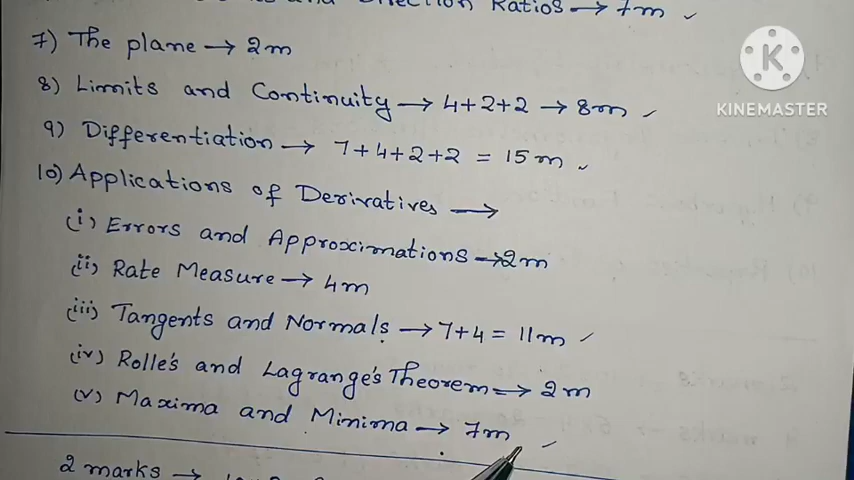 and Direction Ratios → 7m ✓
7) The plane → 2m
8) Limits and Continuity → 4+2+2 → 8m ✓
9) Differentiation → 7+4+2+2 = 15m ✓
10) Applications of Derivatives →
(i) Errors and Approximations → 2m
(ii) Rate Measure → 4m
(iii) Tangents and Normals → 7+4 = 11m ✓
(iv) Rolle's and Lagrange's Theorem → 2m
(v) Maxima and Minima → 7m ✓
2 marks →
K
KINEMASTER